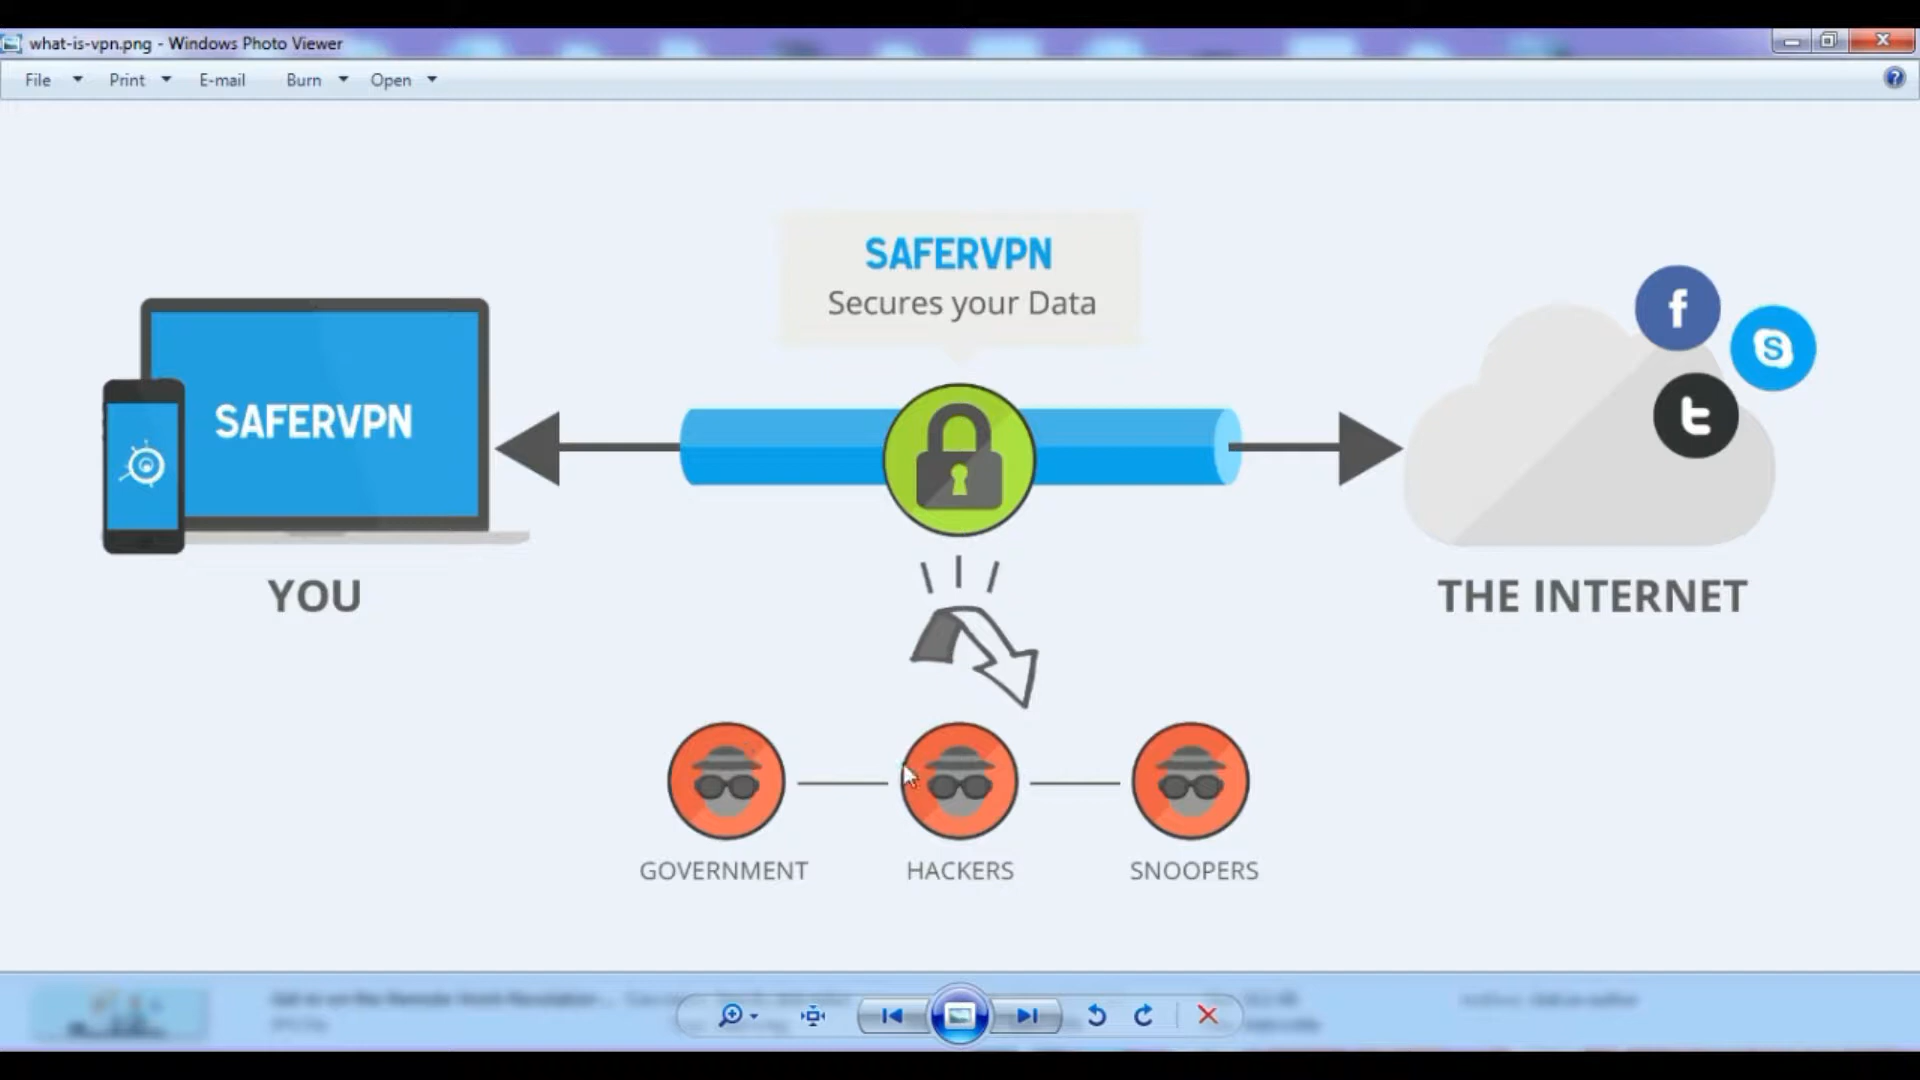 what-is-vpn.png - Windows Photo Viewer
File Print E-mail Burn Open
SAFERVPN
Secures your Data
SAFERVPN
YOU
THE INTERNET
GOVERNMENT
HACKERS
SNOOPERS